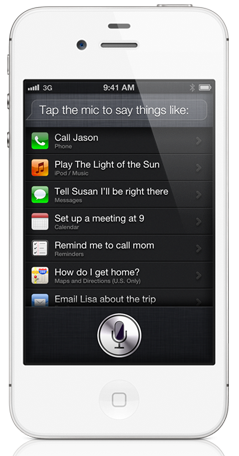 3G
9:41 AM
Tap the mic to say things like:
Call Jason
Phone
Play The Light of the Sun
iPod / Music
Tell Susan I'll be right there
Messages
Set up a meeting at 9
Calendar
Remind me to call mom
Reminders
How do I get home?
Maps and Directions (U.S. Only)
Email Lisa about the trip